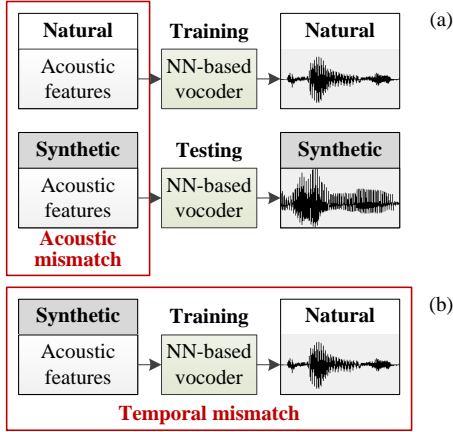 Natural Training Natural (a)
Acoustic features NN-based vocoder
Synthetic Testing Synthetic
Acoustic features NN-based vocoder
Acoustic mismatch
(b)
Synthetic Training Natural
Acoustic features NN-based vocoder
Temporal mismatch